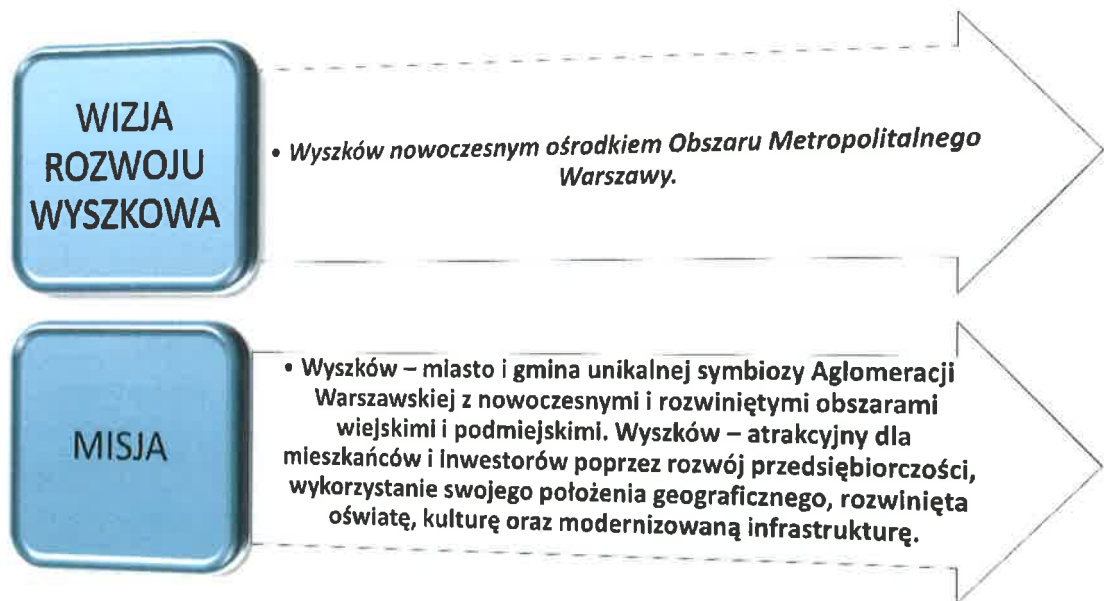 WIZJA
ROZWOJU
WYSZKOWA
• Wyszków nowoczesnym ośrodkiem Obszaru Metropolitalnego
Warszawy.
MISJA
• Wyszków – miasto i gmina unikalnej symbiozy Aglomeracji
Warszawskiej z nowoczesnymi i rozwiniętymi obszarami
wiejskimi i podmiejskimi. Wyszków – atrakcyjny dla
mieszkańców i inwestorów poprzez rozwój przedsiębiorczości,
wykorzystanie swojego położenia geograficznego, rozwinięta
oświatę, kulturę oraz modernizowaną infrastrukturę.